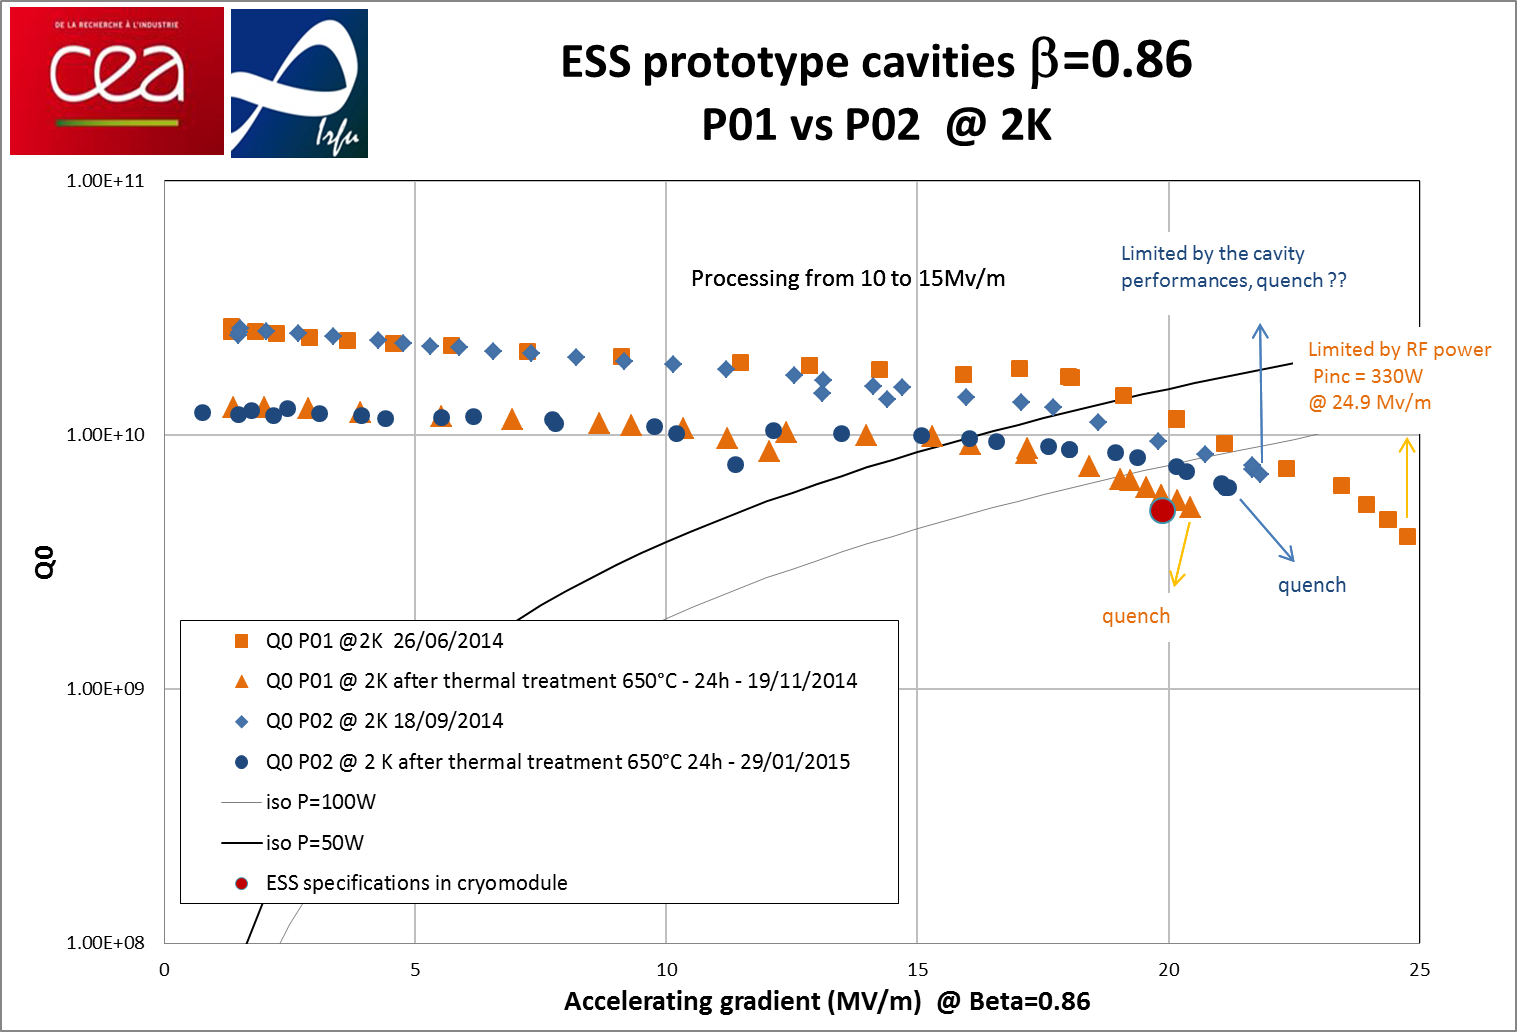 DE LA RECHERCHE À L'INDUSTRIE
cea
Irfu
ESS prototype cavities β=0.86
P01 vs P02 @ 2K
1.00E+11
1.00E+10
1.00E+09
1.00E+08
Q0
Processing from 10 to 15Mv/m
Limited by the cavity
performances, quench ??
Limited by RF power
Pinc = 330W
@ 24.9 Mv/m
quench
quench
Q0 P01 @2K 26/06/2014
Q0 P01 @ 2K after thermal treatment 650°C - 24h - 19/11/2014
Q0 P02 @ 2K 18/09/2014
Q0 P02 @ 2 K after thermal treatment 650°C 24h - 29/01/2015
iso P=100W
iso P=50W
ESS specifications in cryomodule
0 5 10 15 20 25
Accelerating gradient (MV/m) @ Beta=0.86